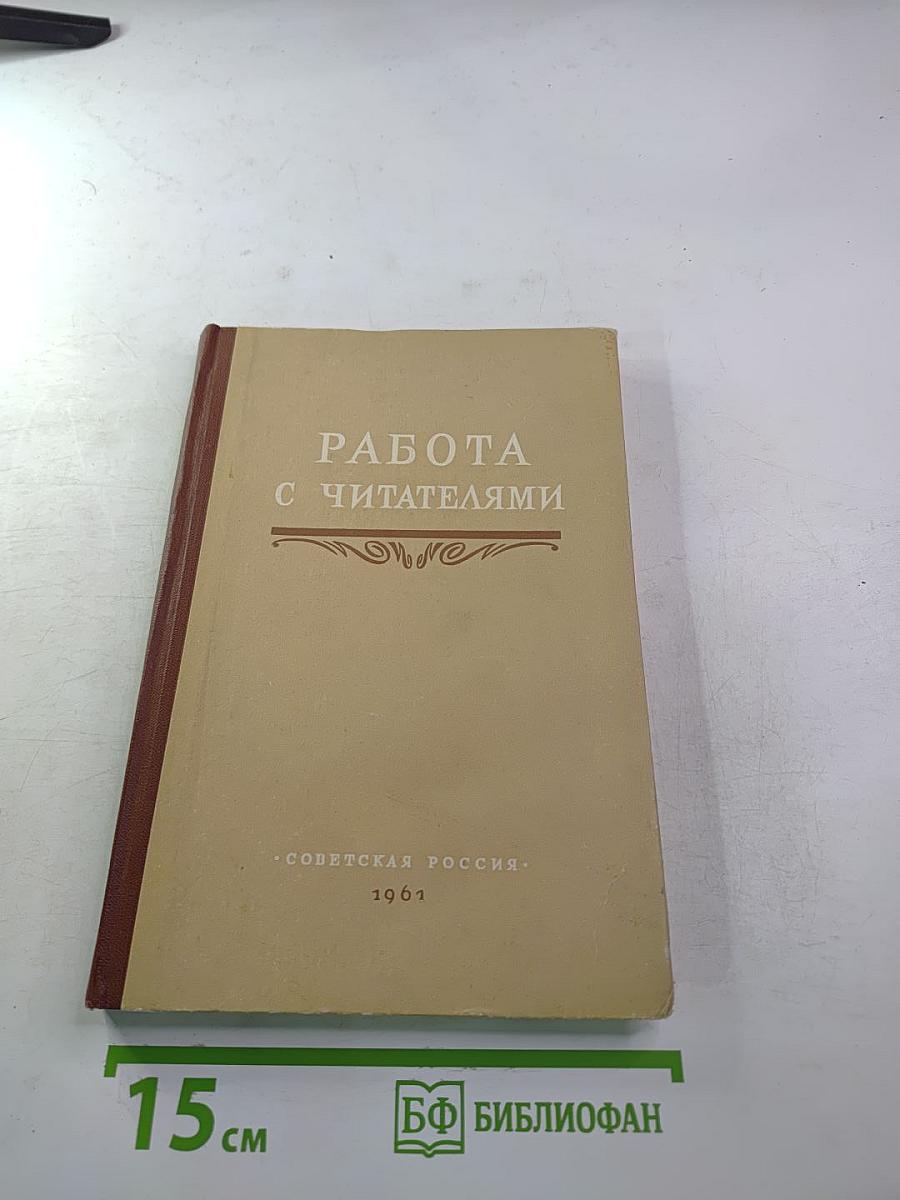 РАБОТА
С ЧИТАТЕЛЯМИ
• СОВЕТСКАЯ РОССИЯ •
1961
15 см
БФ БИБЛИОФАН